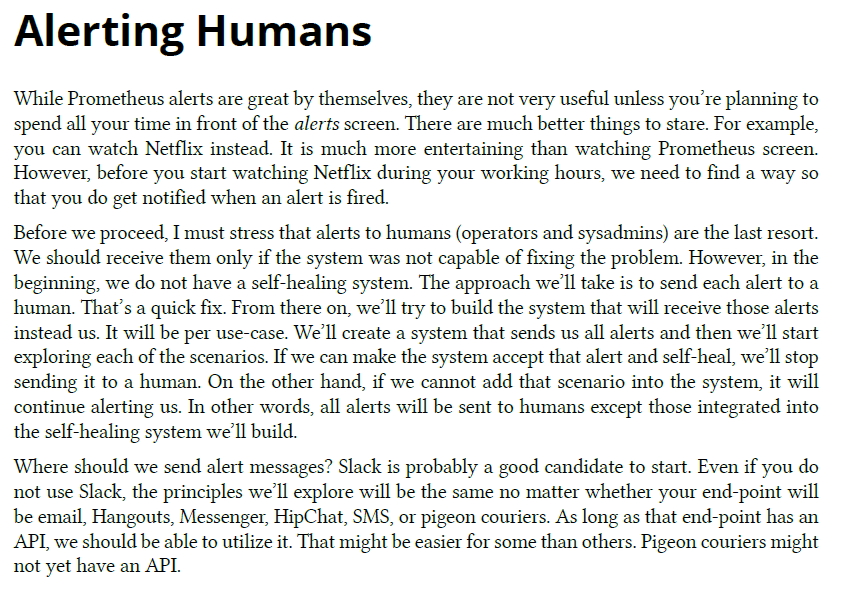 Alerting Humans
While Prometheus alerts are great by themselves, they are not very useful unless you’re planning to
spend all your time in front of the alerts screen. There are much better things to stare. For example,
you can watch Netflix instead. It is much more entertaining than watching Prometheus screen.
However, before you start watching Netflix during your working hours, we need to find a way so
that you do get notified when an alert is fired.
Before we proceed, I must stress that alerts to humans (operators and sysadmins) are the last resort.
We should receive them only if the system was not capable of fixing the problem. However, in the
beginning, we do not have a self-healing system. The approach we’ll take is to send each alert to a
human. That’s a quick fix. From there on, we’ll try to build the system that will receive those alerts
instead us. It will be per use-case. We’ll create a system that sends us all alerts and then we’ll start
exploring each of the scenarios. If we can make the system accept that alert and self-heal, we’ll stop
sending it to a human. On the other hand, if we cannot add that scenario into the system, it will
continue alerting us. In other words, all alerts will be sent to humans except those integrated into
the self-healing system we’ll build.
Where should we send alert messages? Slack is probably a good candidate to start. Even if you do
not use Slack, the principles we’ll explore will be the same no matter whether your end-point will
be email, Hangouts, Messenger, HipChat, SMS, or pigeon couriers. As long as that end-point has an
API, we should be able to utilize it. That might be easier for some than others. Pigeon couriers might
not yet have an API.